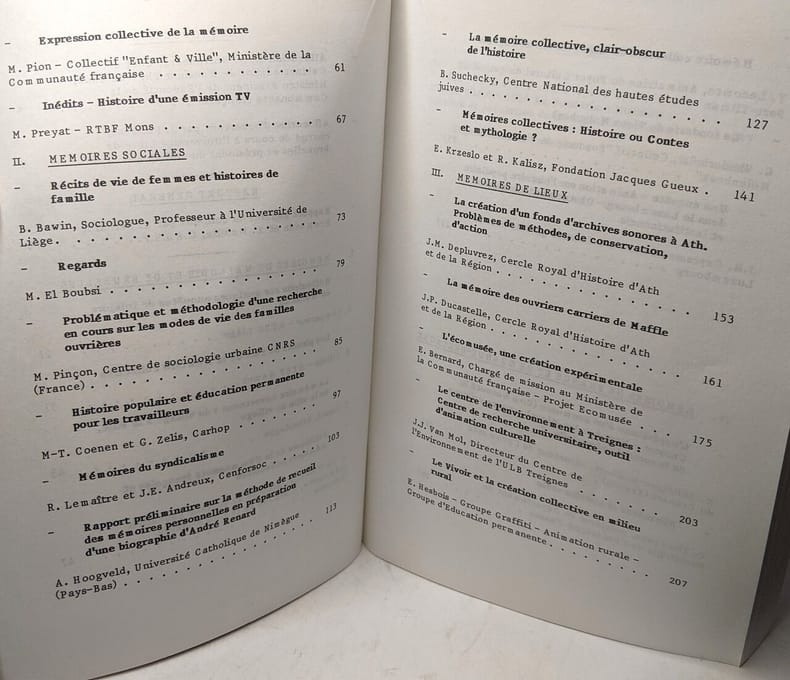 - Expression collective de la mémoire
M. Pion - Collectif "Enfant & Ville", Ministère de la
Communauté française . . . . . . . . . . . . 61
- Inédits - Histoire d'une émission TV
M. Preyat - RTBF Mons . . . . . . . . . . . . 67
II. MEMOIRES SOCIALES
- Récits de vie de femmes et histoires de
famille
B. Bawin, Sociologue, Professeur à l'Université de
Liège. . . . . . . . . . . . . . . . . . 73
- Regards
M. El Boubsi . . . . . . . . . . . . . . . 79
- Problématique et méthodologie d'une recherche
en cours sur les modes de vie des familles
ouvrières
M. Pinçon, Centre de sociologie urbaine CNRS
(France) . . . . . . . . . . . . . . . . 85
- Histoire populaire et éducation permanente
pour les travailleurs
M-T. Coenen et G. Zelis, Carhop . . . . . . . . 97
- Mémoires du syndicalisme
R. Lemaître et J.E. Andreux, Cenforsoc . . . . . 103
- Rapport préliminaire sur la méthode de recueil
des mémoires personnelles en préparation
d'une biographie d'André Renard
A. Hoogveld, Université Catholique de Nimègue
(Pays-Bas) . . . . . . . . . . . . . . . 113
- La mémoire collective, clair-obscur
de l'histoire
B. Suchecky, Centre National des hautes études
juives . . . . . . . . . . . . . . . . . 127
- Mémoires collectives : Histoire ou Contes
et mythologie ?
E. Krzeslo et R. Kalisz, Fondation Jacques Gueux . 141
III. MEMOIRES DE LIEUX
- La création d'un fonds d'archives sonores à Ath.
Problèmes de méthodes, de conservation,
d'action
J.M. Depluvrez, Cercle Royal d'Histoire d'Ath
et de la Région . . . . . . . . . . . . . 153
- La mémoire des ouvriers carriers de Maffle
J.P. Ducastelle, Cercle Royal d'Histoire d'Ath
et de la Région . . . . . . . . . . . . . 161
- L'écomusée, une création expérimentale
E. Bernard, Chargé de mission au Ministère de
la Communauté française - Projet Ecomusée . . . 175
- Le centre de l'environnement à Treignes :
Centre de recherche universitaire, outil
d'animation culturelle
J.J. Van Mol, Directeur du Centre de
l'Environnement de l'ULB Treignes . . . . . . . 203
- Le Vivoir et la création collective en milieu
rural
E. Hesbois - Groupe Graffiti - Animation rurale -
Groupe d'Education permanente . . . . . . . . 207